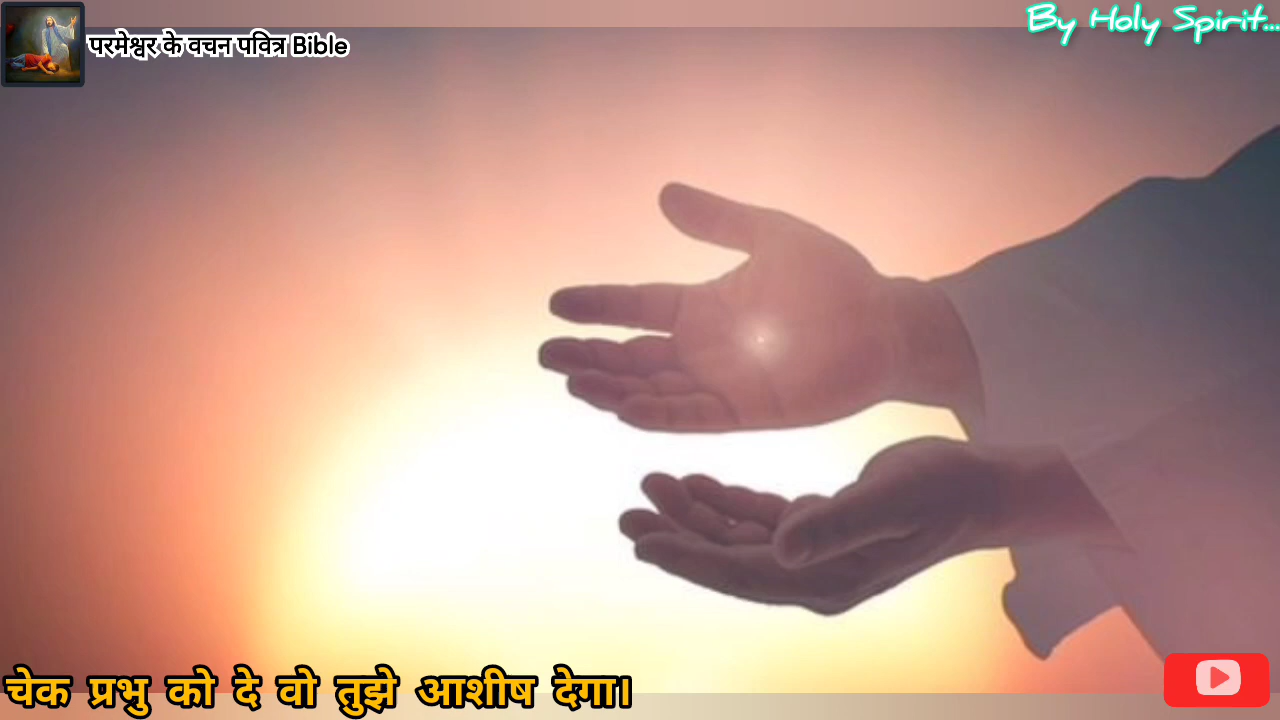 परमेश्वर के वचन पवित्र Bible
By Holy Spirit...
चेक प्रभु को दे वो तुझे आशीष देगा।